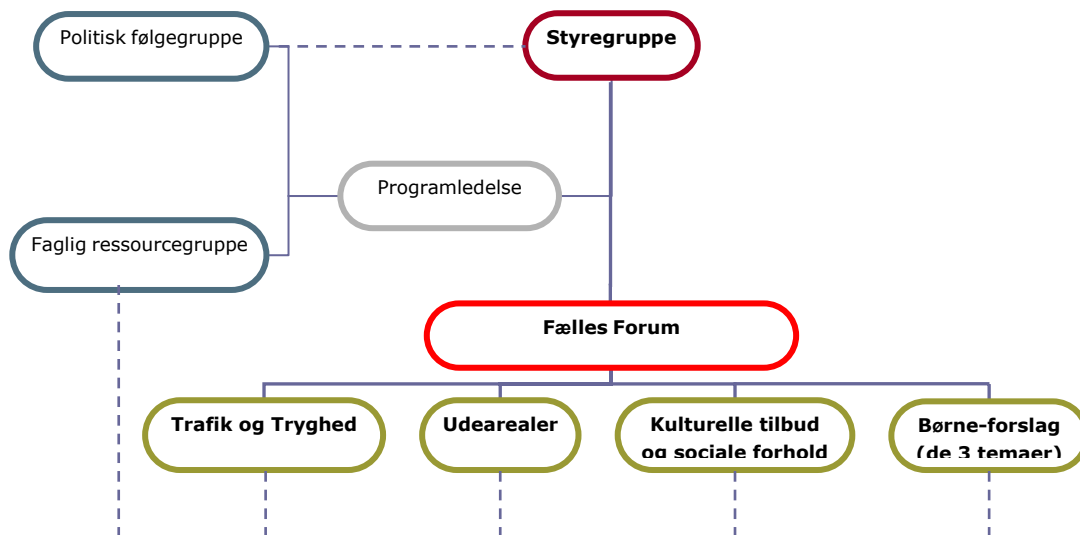 Politisk følgegruppe
Styregruppe
Programledelse
Faglig ressourcegruppe
Fælles Forum
Trafik og Tryghed
Udearealer
Kulturelle tilbud
og sociale forhold
Børne-forslag
(de 3 temaer)